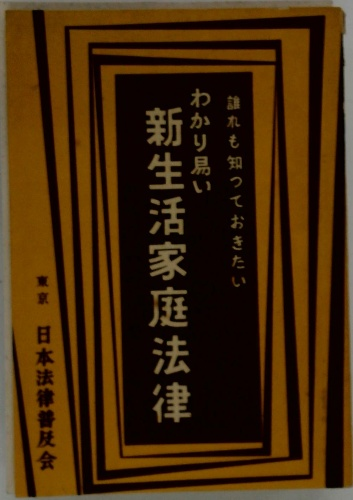 誰れも知つておきたい
わかり易い
新生活家庭法律
東京 日本法律普及会